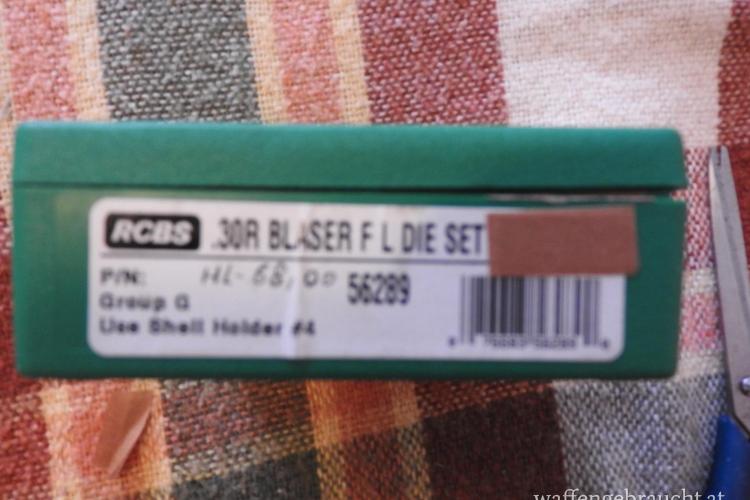 RCBS .30R BLASER F L DIE SET
P/N: HL-68,00 56289
Group G
Use Shell Holder #4
waffengebraucht.at